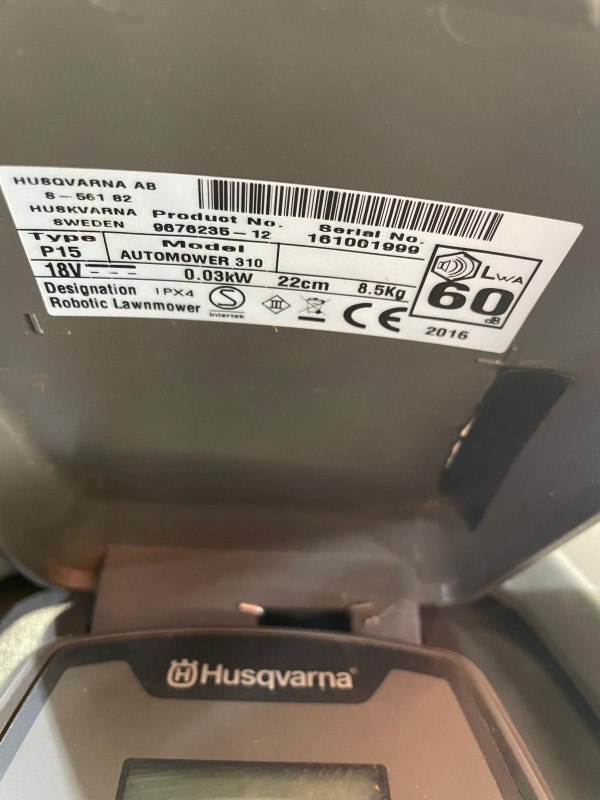 HUSQVARNA AB
S-561 82
HUSKVARNA
SWEDEN
Product No. Serial No.
9676235-12 161001999
Type Model
P15 AUTOMOWER 310
18V 0.03kW 22cm 8.5Kg
Designation IPX4
Robotic Lawnmower
S
Intertek
III
CE
LWA
60
dB
2016
H Husqvarna